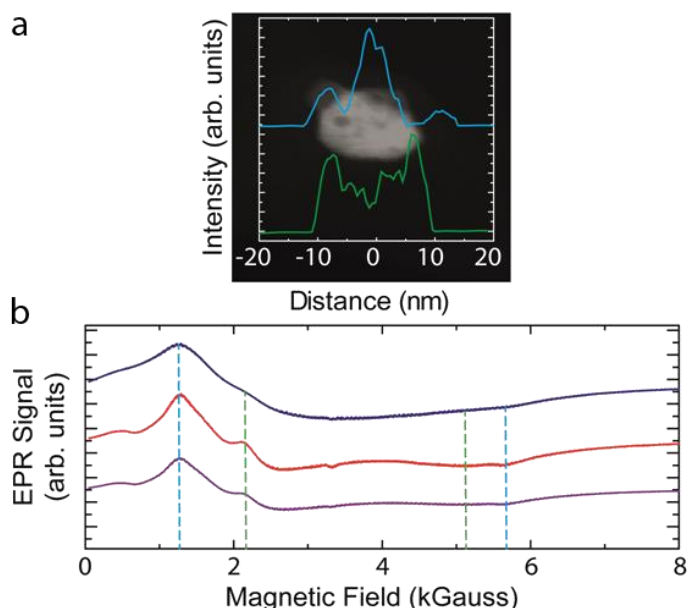 a
Intensity (arb. units)
-20 -10 0 10 20
Distance (nm)
b
EPR Signal
(arb. units)
0 2 4 6 8
Magnetic Field (kGauss)